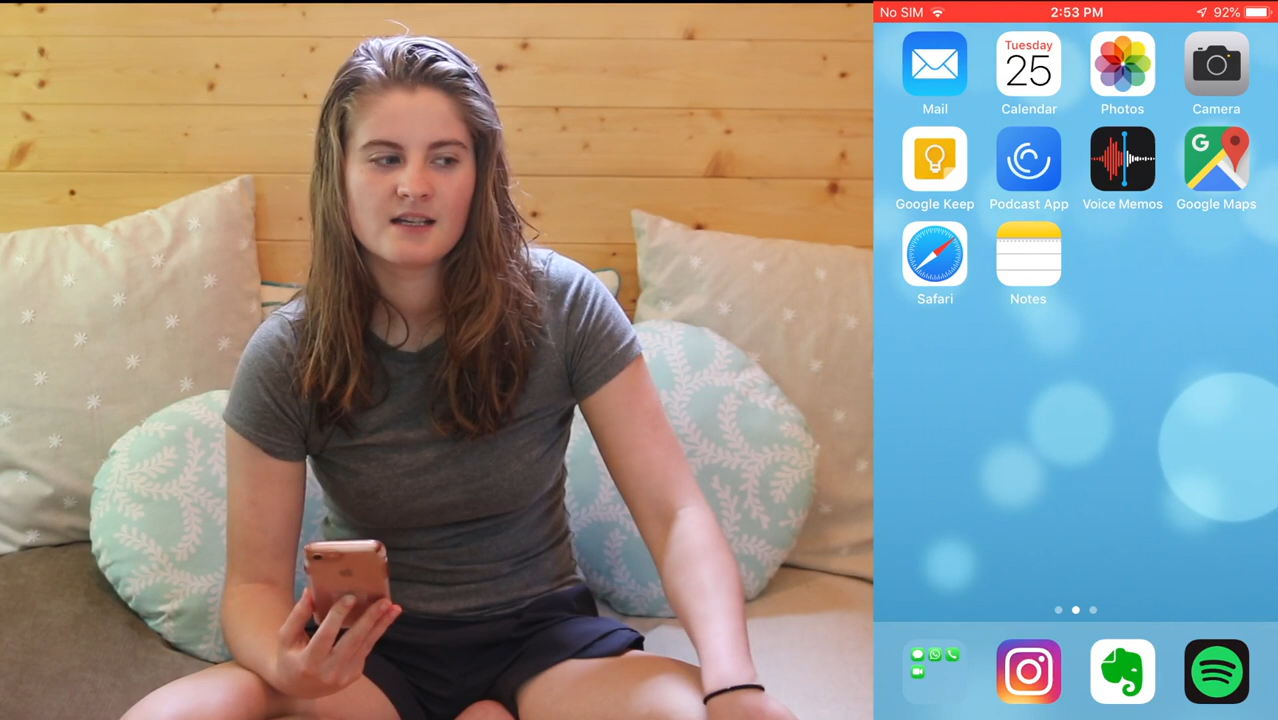 No SIM 2:53 PM 92%
Tuesday
25
Mail Calendar Photos Camera
G
Google Keep Podcast App Voice Memos Google Maps
Safari Notes